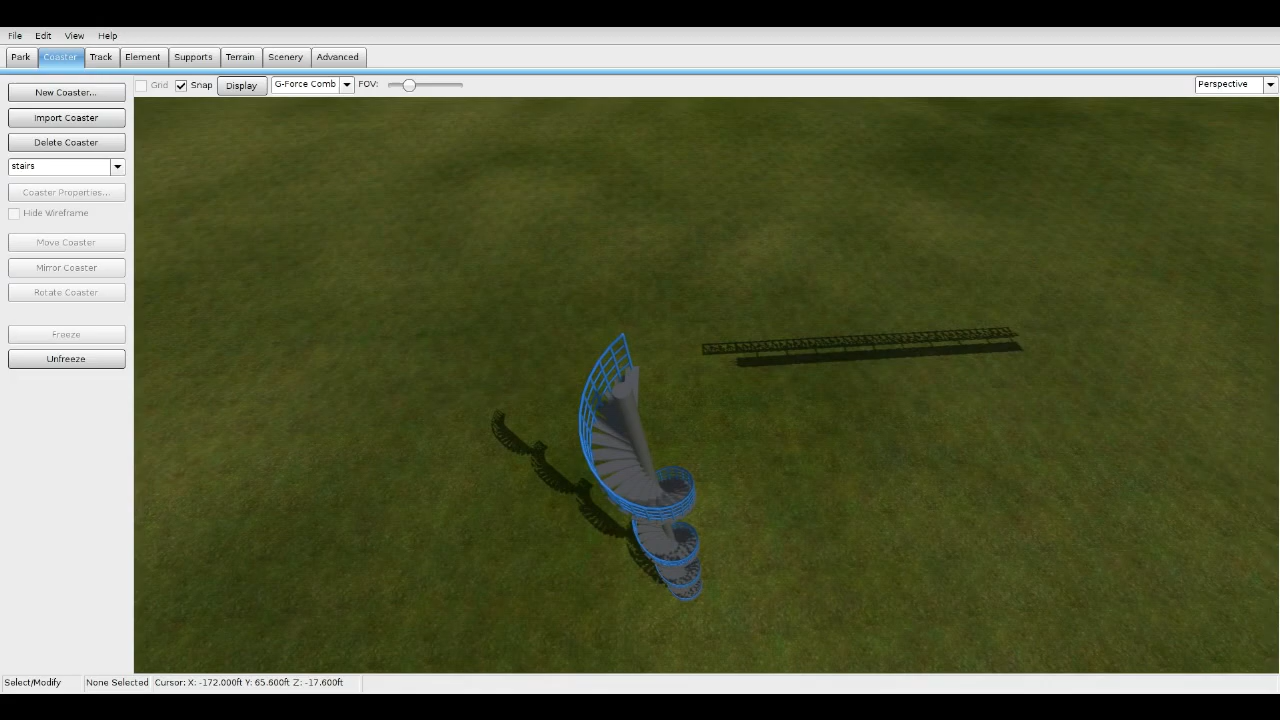 File Edit View Help
Park Coaster Track Element Supports Terrain Scenery Advanced
Grid Snap Display G-Force Comb FOV: Perspective
New Coaster...
Import Coaster
Delete Coaster
stairs
Coaster Properties...
Hide Wireframe
Move Coaster
Mirror Coaster
Rotate Coaster
Freeze
Unfreeze
Select/Modify None Selected Cursor: X: -172.000ft Y: 65.600ft Z: -17.600ft